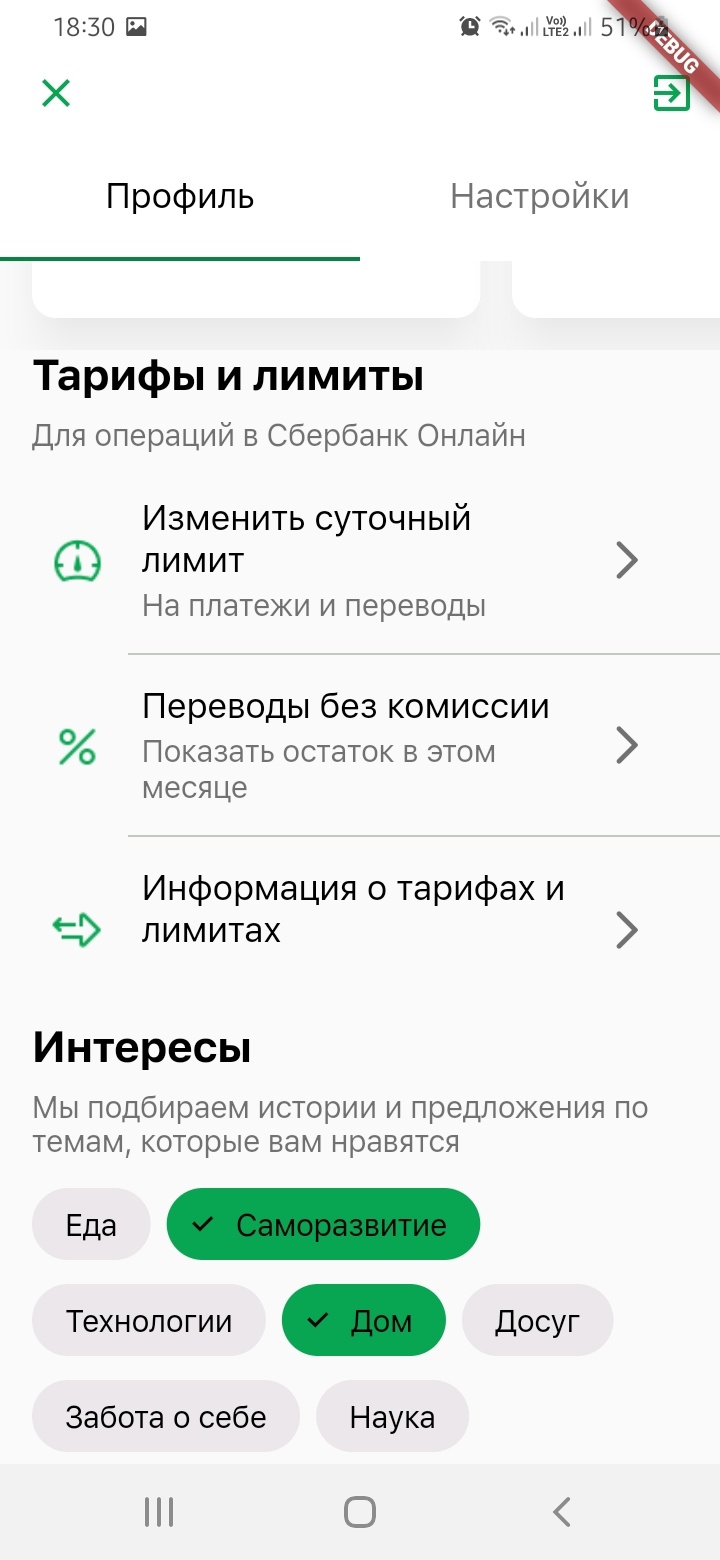 18:30
Vo)) LTE2 51%
DEBUG
Профиль
Настройки
Тарифы и лимиты
Для операций в Сбербанк Онлайн
Изменить суточный
лимит
На платежи и переводы
Переводы без комиссии
Показать остаток в этом
месяце
Информация о тарифах и
лимитах
Интересы
Мы подбираем истории и предложения по
темам, которые вам нравятся
Еда
Саморазвитие
Технологии
Дом
Досуг
Забота о себе
Наука